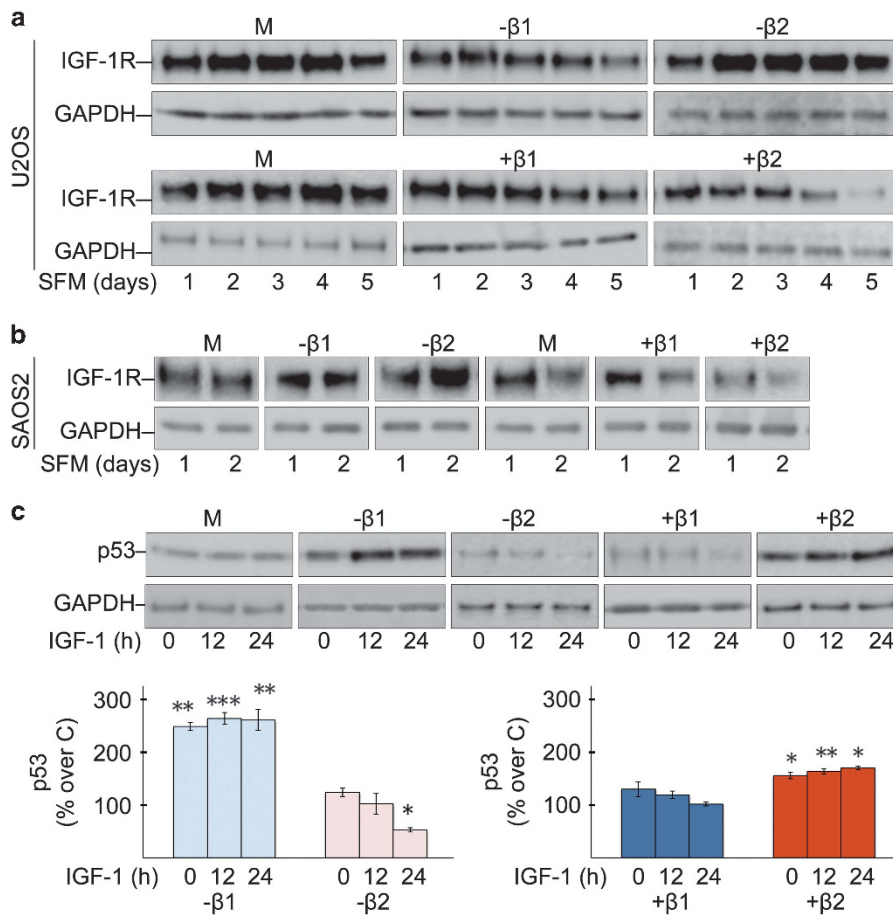 a
M -β1 -β2
IGF-1R
GAPDH
U2OS
M +β1 +β2
IGF-1R
GAPDH
SFM (days) 1 2 3 4 5 1 2 3 4 5 1 2 3 4 5
b
M -β1 -β2 M +β1 +β2
IGF-1R
SAOS2
GAPDH
SFM (days) 1 2 1 2 1 2 1 2 1 2 1 2
c
M -β1 -β2 +β1 +β2
p53
GAPDH
IGF-1 (h) 0 12 24 0 12 24 0 12 24 0 12 24 0 12 24
p53
(% over C)
300
200
100
** *** **
*
IGF-1 (h) 0 12 24 0 12 24
-β1 -β2
p53
(% over C)
300
200
100
* ** *
IGF-1 (h) 0 12 24 0 12 24
+β1 +β2